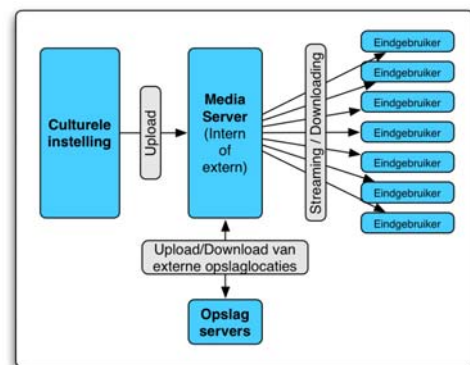 Culturele
instelling
Upload
Media
Server
(Intern
of
extern)
Streaming / Downloading
Eindgebruiker
Eindgebruiker
Eindgebruiker
Eindgebruiker
Eindgebruiker
Eindgebruiker
Eindgebruiker
Upload/Download van
externe opslaglocaties
Opslag
servers